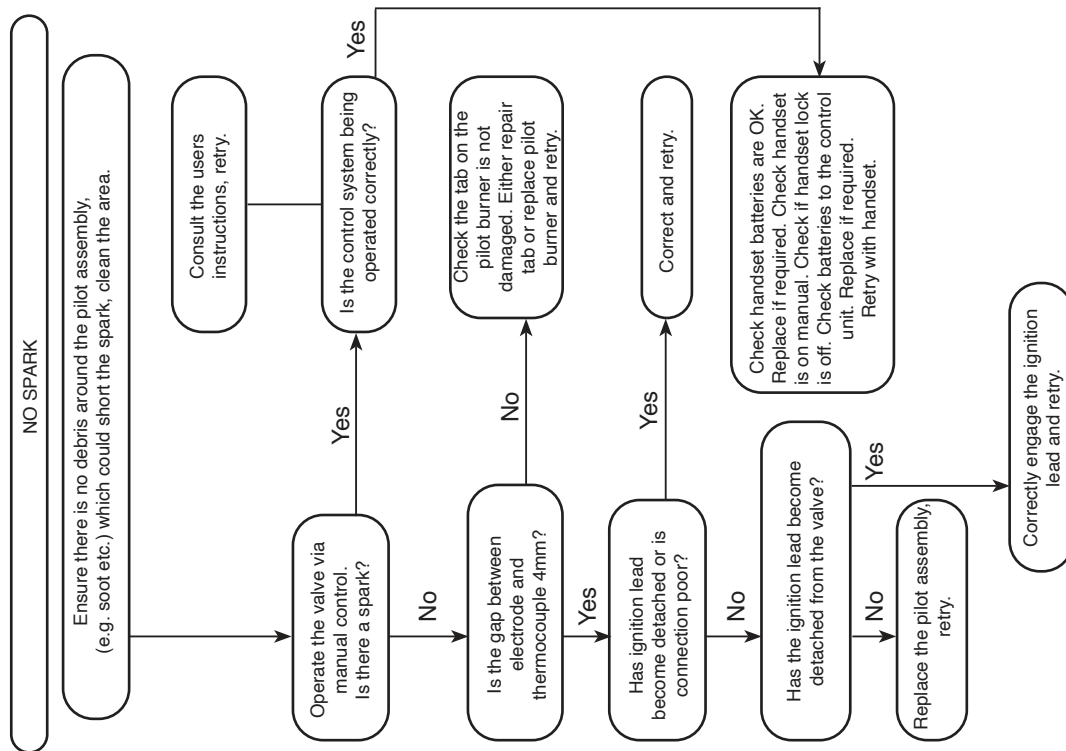 NO SPARK
Ensure there is no debris around the pilot assembly,
(e.g. soot etc.) which could short the spark, clean the area.
Operate the valve via
manual control.
Is there a spark?
Yes
Is the control system being
operated correctly?
Consult the users
instructions, retry.
Yes
Check handset batteries are OK.
Replace if required. Check handset
is on manual. Check if handset lock
is off. Check batteries to the control
unit. Replace if required.
Retry with handset.
No
Is the gap between
electrode and
thermocouple 4mm?
No
Check the tab on the
pilot burner is not
damaged. Either repair
tab or replace pilot
burner and retry.
Yes
Has ignition lead
become detached or is
connection poor?
Yes
Correct and retry.
No
Has the ignition lead become
detached from the valve?
Yes
Correctly engage the ignition
lead and retry.
No
Replace the pilot assembly,
retry.